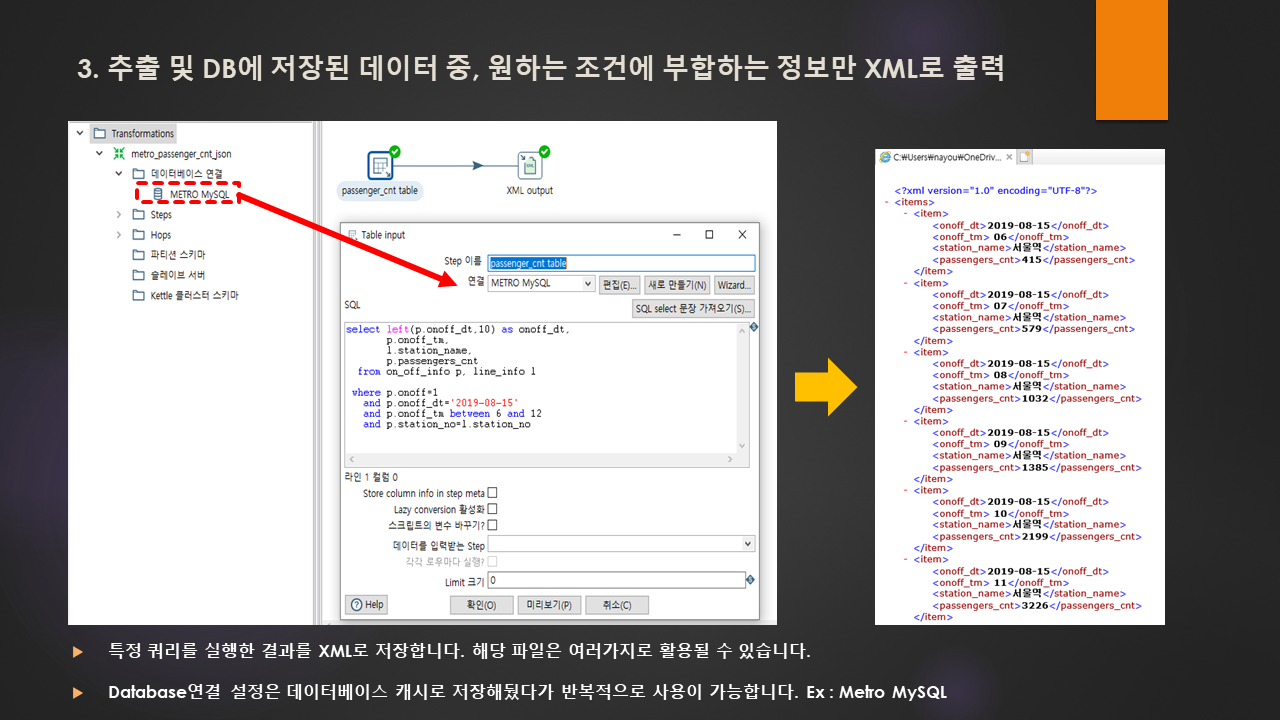 3. 추출 및 DB에 저장된 데이터 중, 원하는 조건에 부합하는 정보만 XML로 출력
Transformations
metro_passenger_cnt_json
데이터베이스 연결
METRO MySQL
Steps
Hops
파티션 스키마
슬레이브 서버
Kettle 클러스터 스키마
passenger_cnt table
XML output
Table input
Step 이름 passenger_cnt table
연결 METRO MySQL 편집(E)... 새로 만들기(N) Wizard...
SQL
SQL select 문장 가져오기(S)...
select left(p.onoff_dt,10) as onoff_dt,
p.onoff_tm,
l.station_name,
p.passengers_cnt
from on_off_info p, line_info l
where p.onoff=1
and p.onoff_dt='2019-08-15'
and p.onoff_tm between 6 and 12
and p.station_no=l.station_no
라인 1 컬럼 0
Store column info in step meta
Lazy conversion 활성화
스크립트의 변수 바꾸기?
데이터를 입력받는 Step
각각 로우마다 실행?
Limit 크기 0
Help 확인(O) 미리보기(P) 취소(C)
C:₩Users₩nayou₩OneDriv...
<?xml version="1.0" encoding="UTF-8"?>
- <items>
- <item>
<onoff_dt>2019-08-15</onoff_dt>
<onoff_tm> 06</onoff_tm>
<station_name>서울역</station_name>
<passengers_cnt>415</passengers_cnt>
</item>
- <item>
<onoff_dt>2019-08-15</onoff_dt>
<onoff_tm> 07</onoff_tm>
<station_name>서울역</station_name>
<passengers_cnt>579</passengers_cnt>
</item>
- <item>
<onoff_dt>2019-08-15</onoff_dt>
<onoff_tm> 08</onoff_tm>
<station_name>서울역</station_name>
<passengers_cnt>1032</passengers_cnt>
</item>
- <item>
<onoff_dt>2019-08-15</onoff_dt>
<onoff_tm> 09</onoff_tm>
<station_name>서울역</station_name>
<passengers_cnt>1385</passengers_cnt>
</item>
- <item>
<onoff_dt>2019-08-15</onoff_dt>
<onoff_tm> 10</onoff_tm>
<station_name>서울역</station_name>
<passengers_cnt>2199</passengers_cnt>
</item>
- <item>
<onoff_dt>2019-08-15</onoff_dt>
<onoff_tm> 11</onoff_tm>
<station_name>서울역</station_name>
<passengers_cnt>3226</passengers_cnt>
</item>
특정 쿼리를 실행한 결과를 XML로 저장합니다. 해당 파일은 여러가지로 활용될 수 있습니다.
Database연결 설정은 데이터베이스 캐시로 저장해뒀다가 반복적으로 사용이 가능합니다. Ex : Metro MySQL